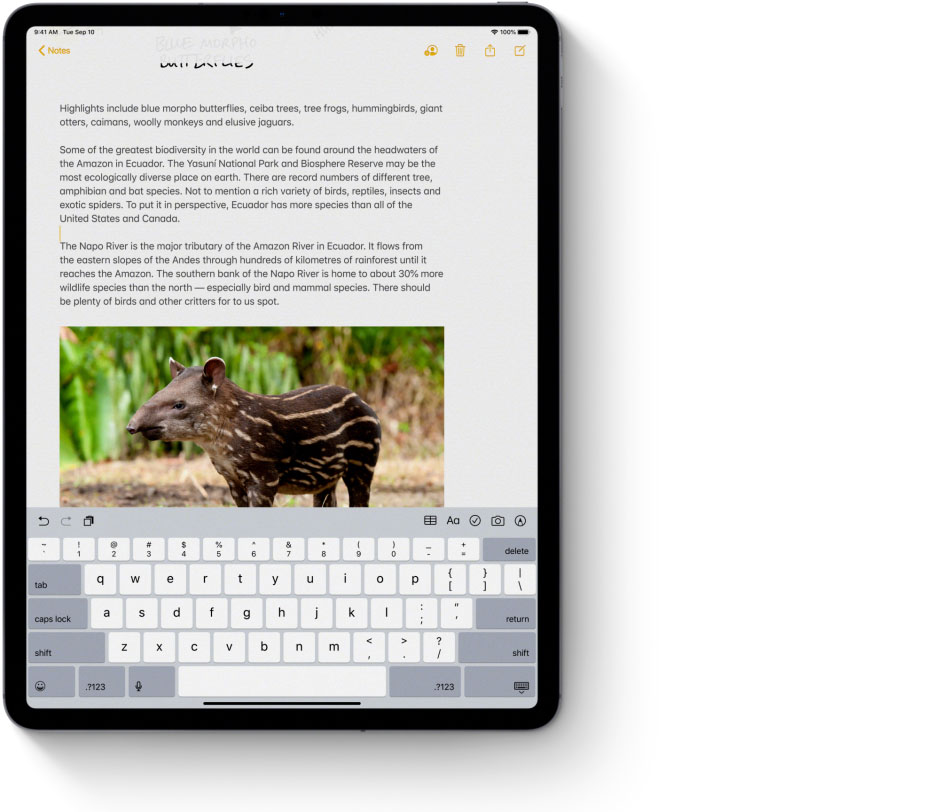 9:41 AM Tue Sep 10
100%
Notes
BLUE MORPHO
BUTTERFLIES
Highlights include blue morpho butterflies, ceiba trees, tree frogs, hummingbirds, giant
otters, caimans, woolly monkeys and elusive jaguars.
Some of the greatest biodiversity in the world can be found around the headwaters of
the Amazon in Ecuador. The Yasuní National Park and Biosphere Reserve may be the
most ecologically diverse place on earth. There are record numbers of different tree,
amphibian and bat species. Not to mention a rich variety of birds, reptiles, insects and
exotic spiders. To put it in perspective, Ecuador has more species than all of the
United States and Canada.
The Napo River is the major tributary of the Amazon River in Ecuador. It flows from
the eastern slopes of the Andes through hundreds of kilometres of rainforest until it
reaches the Amazon. The southern bank of the Napo River is home to about 30% more
wildlife species than the north — especially bird and mammal species. There should
be plenty of birds and other critters for to us spot.
Aa
~ ! @ # $ % ^ & * ( ) _ +
` 1 2 3 4 5 6 7 8 9 0 - = delete
tab q w e r t y u i o p { [ } ] | \
caps lock a s d f g h j k l : ; " ' return
shift z x c v b n m < , > . ? / shift
.?123 .?123